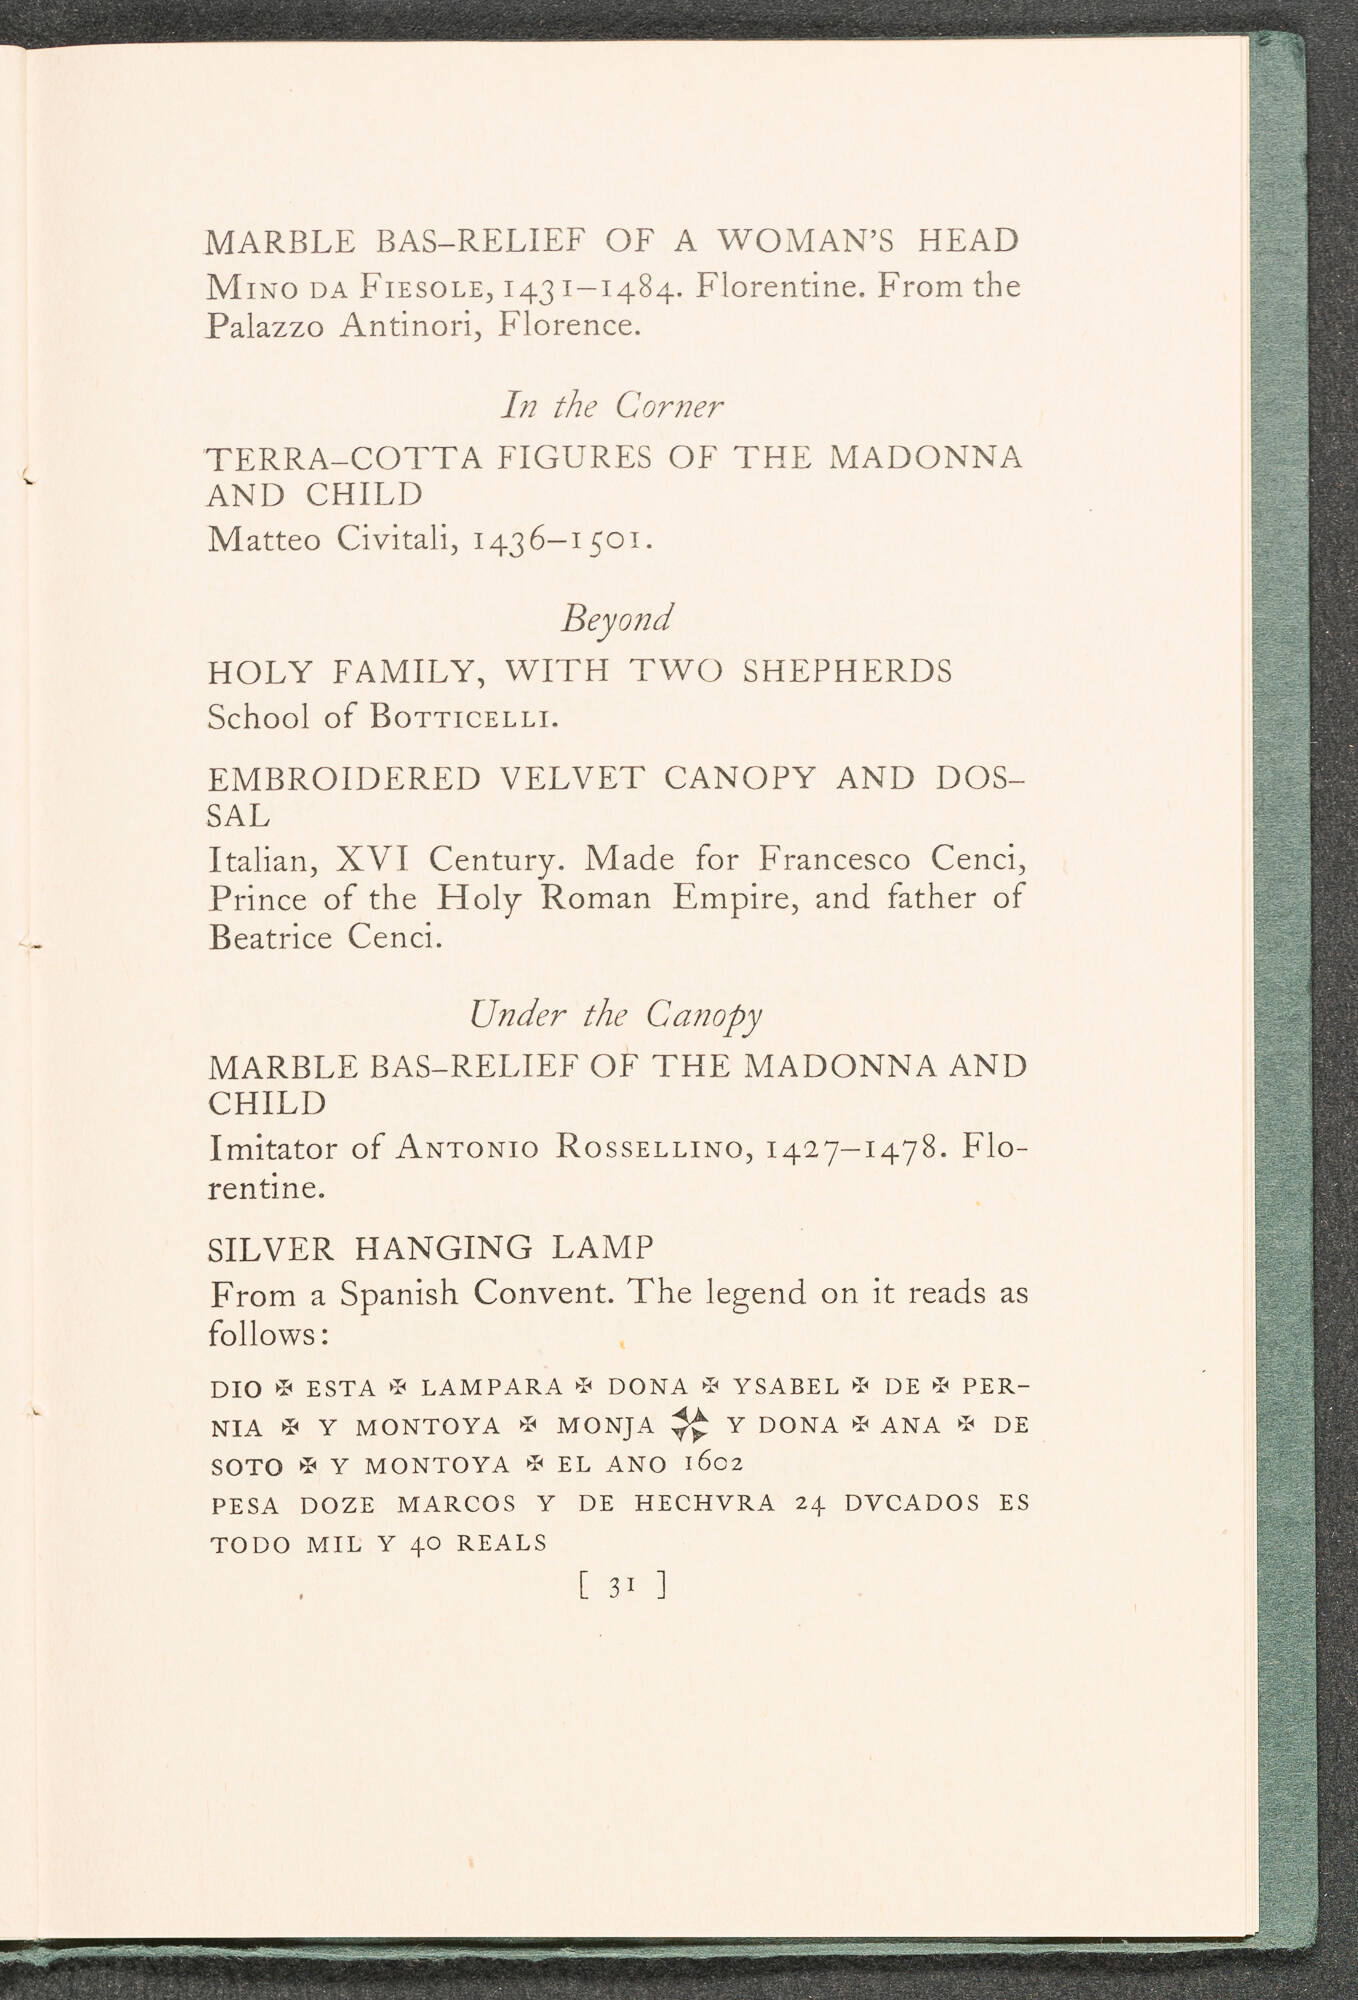 MARBLE BAS–RELIEF OF A WOMAN'S HEAD
MINO DA FIESOLE, 1431–1484. Florentine. From the
Palazzo Antinori, Florence.
In the Corner
TERRA–COTTA FIGURES OF THE MADONNA
AND CHILD
Matteo Civitali, 1436–1501.
Beyond
HOLY FAMILY, WITH TWO SHEPHERDS
School of BOTTICELLI.
EMBROIDERED VELVET CANOPY AND DOS–
SAL
Italian, XVI Century. Made for Francesco Cenci,
Prince of the Holy Roman Empire, and father of
Beatrice Cenci.
Under the Canopy
MARBLE BAS–RELIEF OF THE MADONNA AND
CHILD
Imitator of ANTONIO ROSSELLINO, 1427–1478. Flo-
rentine.
SILVER HANGING LAMP
From a Spanish Convent. The legend on it reads as
follows:
DIO ✠ ESTA ✠ LAMPARA ✠ DONA ✠ YSABEL ✠ DE ✠ PER–
NIA ✠ Y MONTOYA ✠ MONJA ✠ Y DONA ✠ ANA ✠ DE
SOTO ✠ Y MONTOYA ✠ EL ANO 1602
PESA DOZE MARCOS Y DE HECHVRA 24 DVCADOS ES
TODO MIL Y 40 REALS
[ 31 ]